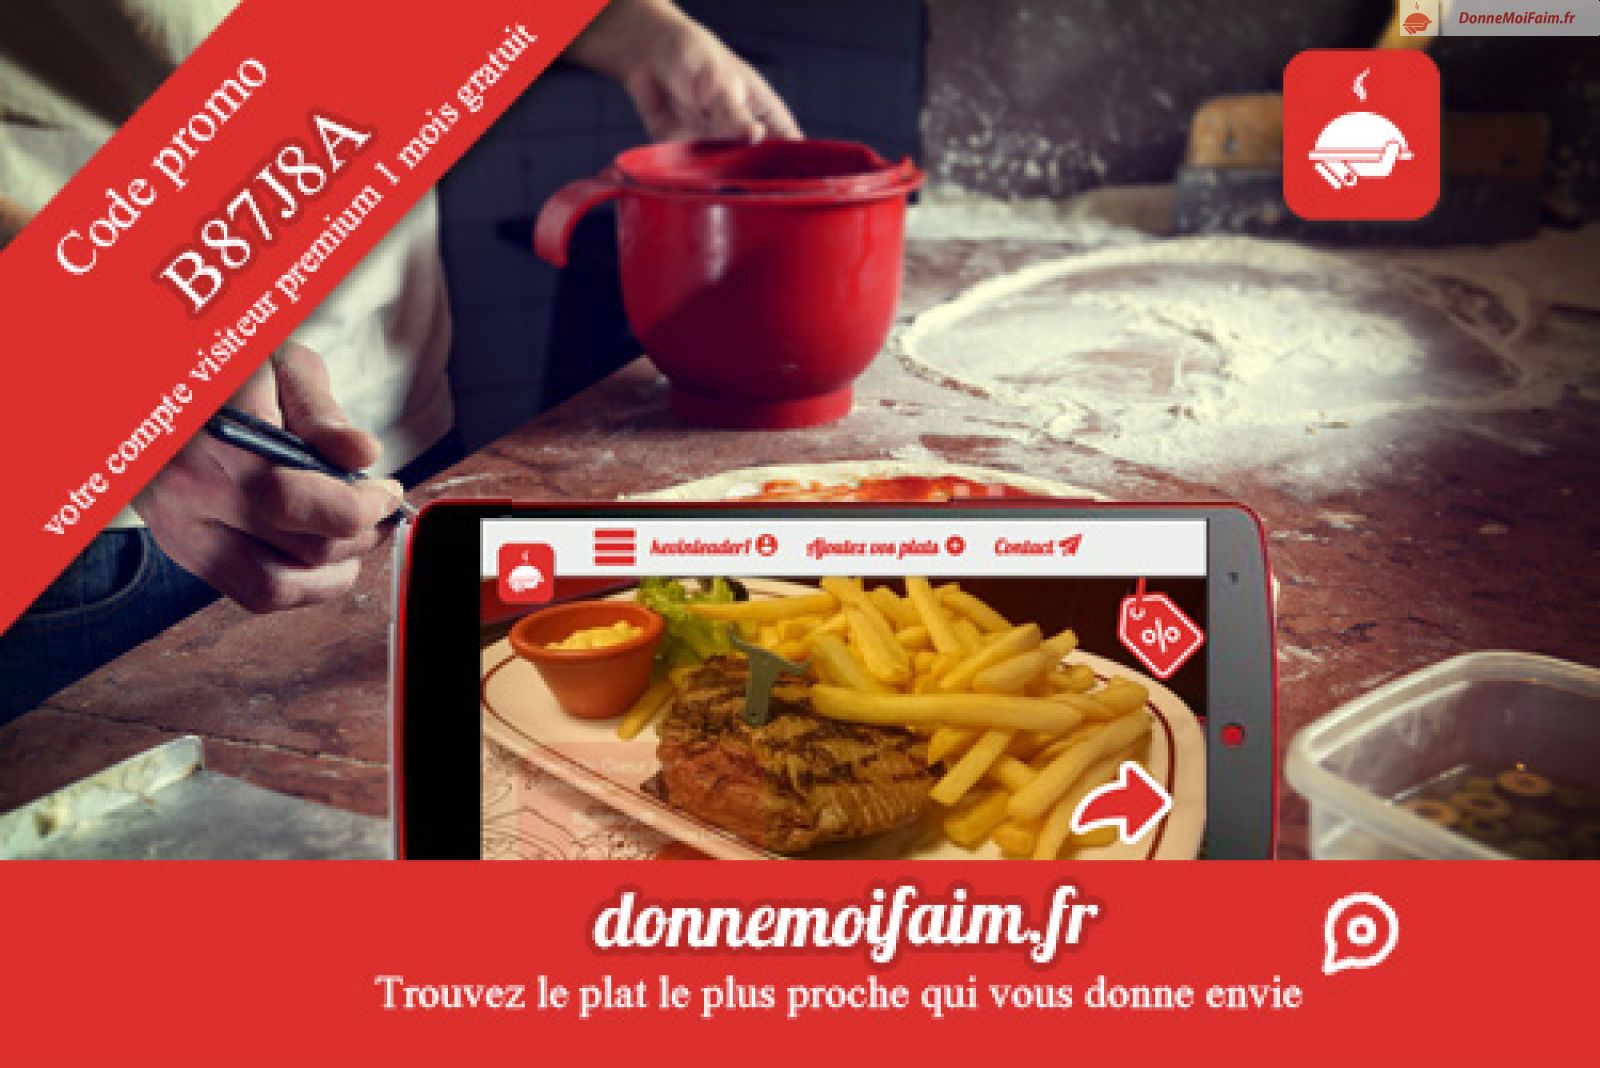 DonneMoiFaim.fr
Code promo
B87J8A
votre compte visiteur premium 1 mois gratuit
kevinleader1
Ajoutez vos plats
Contact
%
donnemoifaim.fr
Trouvez le plat le plus proche qui vous donne envie